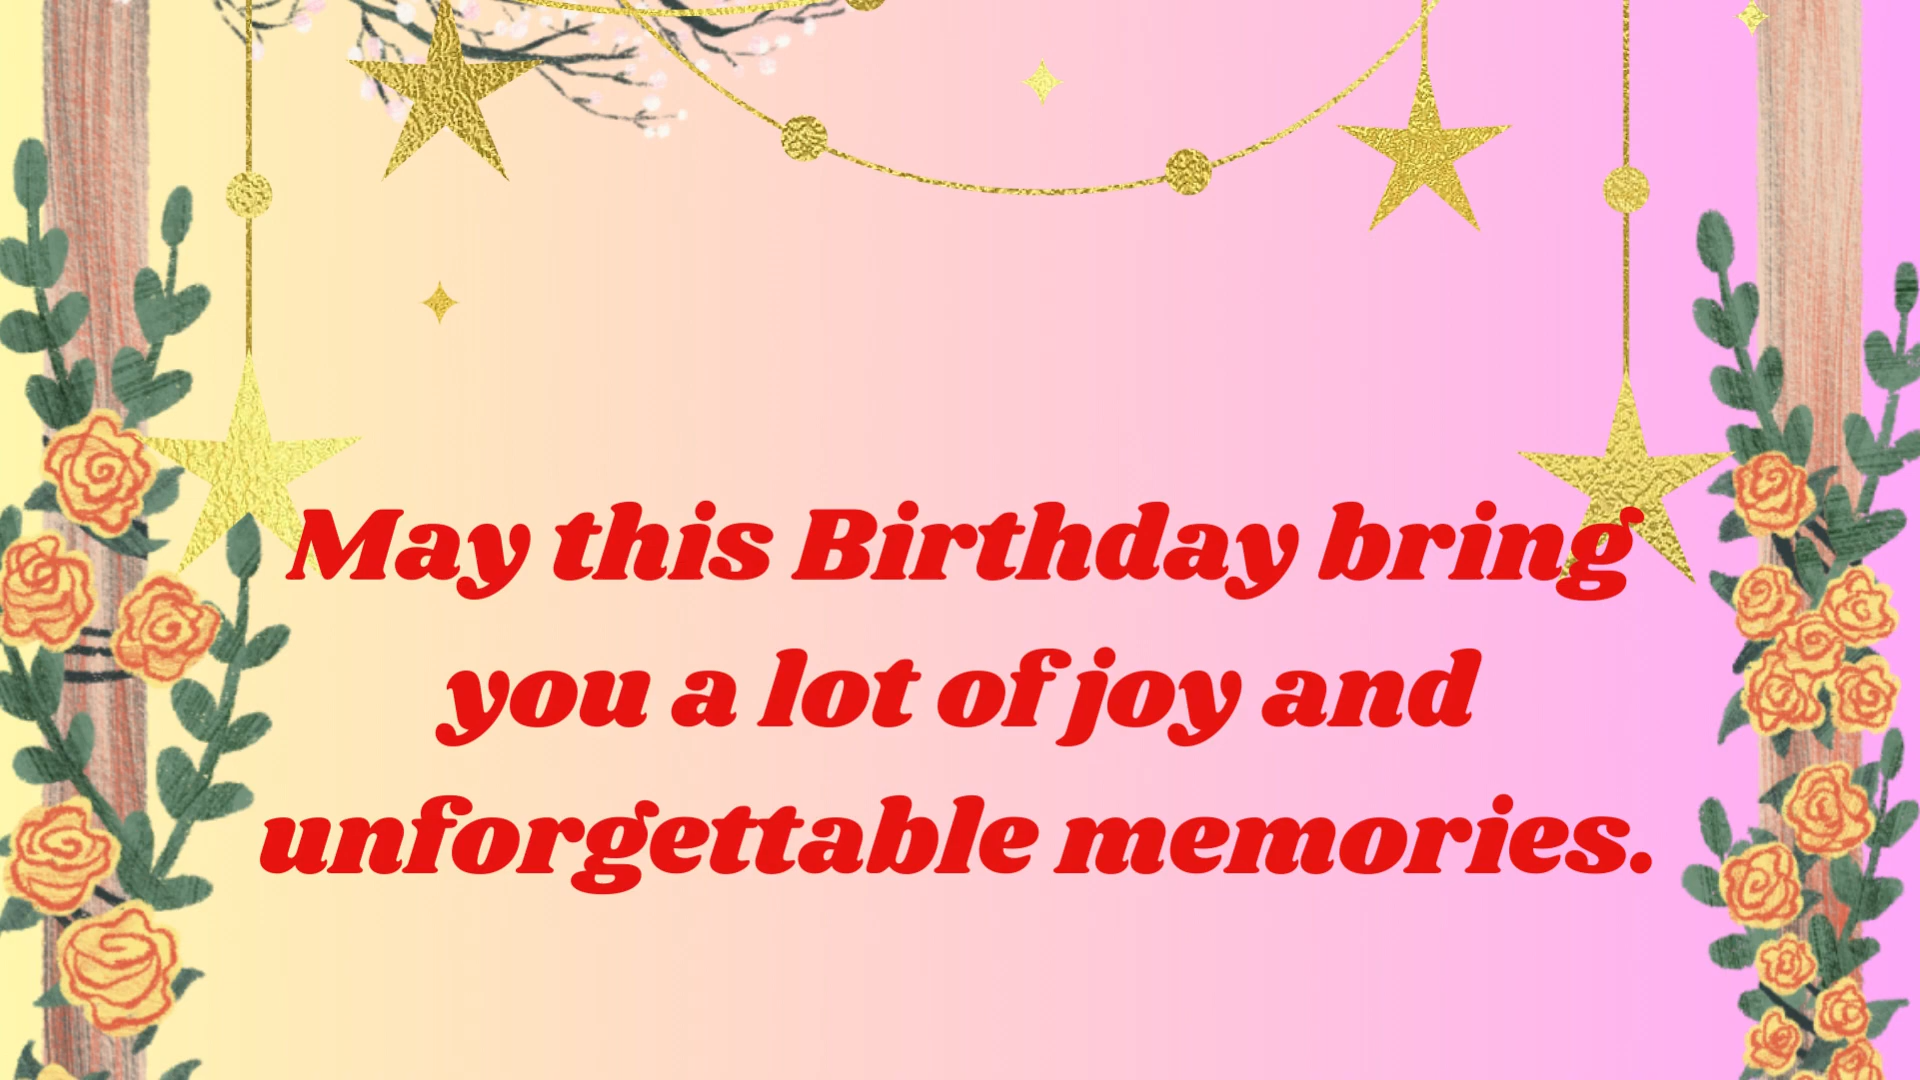 May this Birthday bring
you a lot of joy and
unforgettable memories.